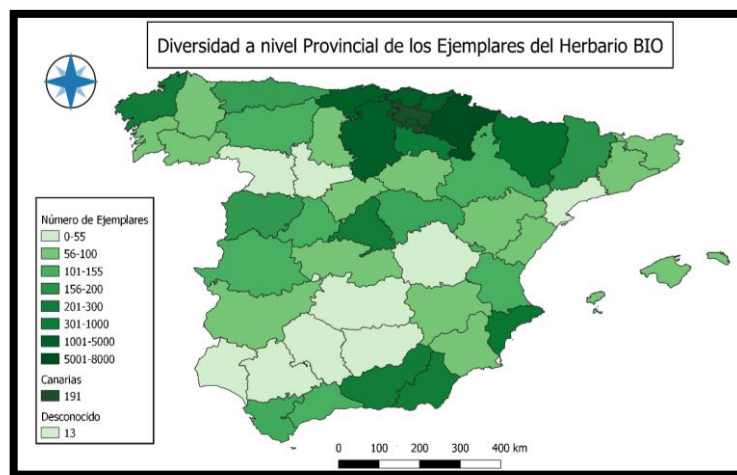 Diversidad a nivel Provincial de los Ejemplares del Herbario BIO
Número de Ejemplares
0-55
56-100
101-155
156-200
201-300
301-1000
1001-5000
5001-8000
Canarias
191
Desconocido
13
0 100 200 300 400 km